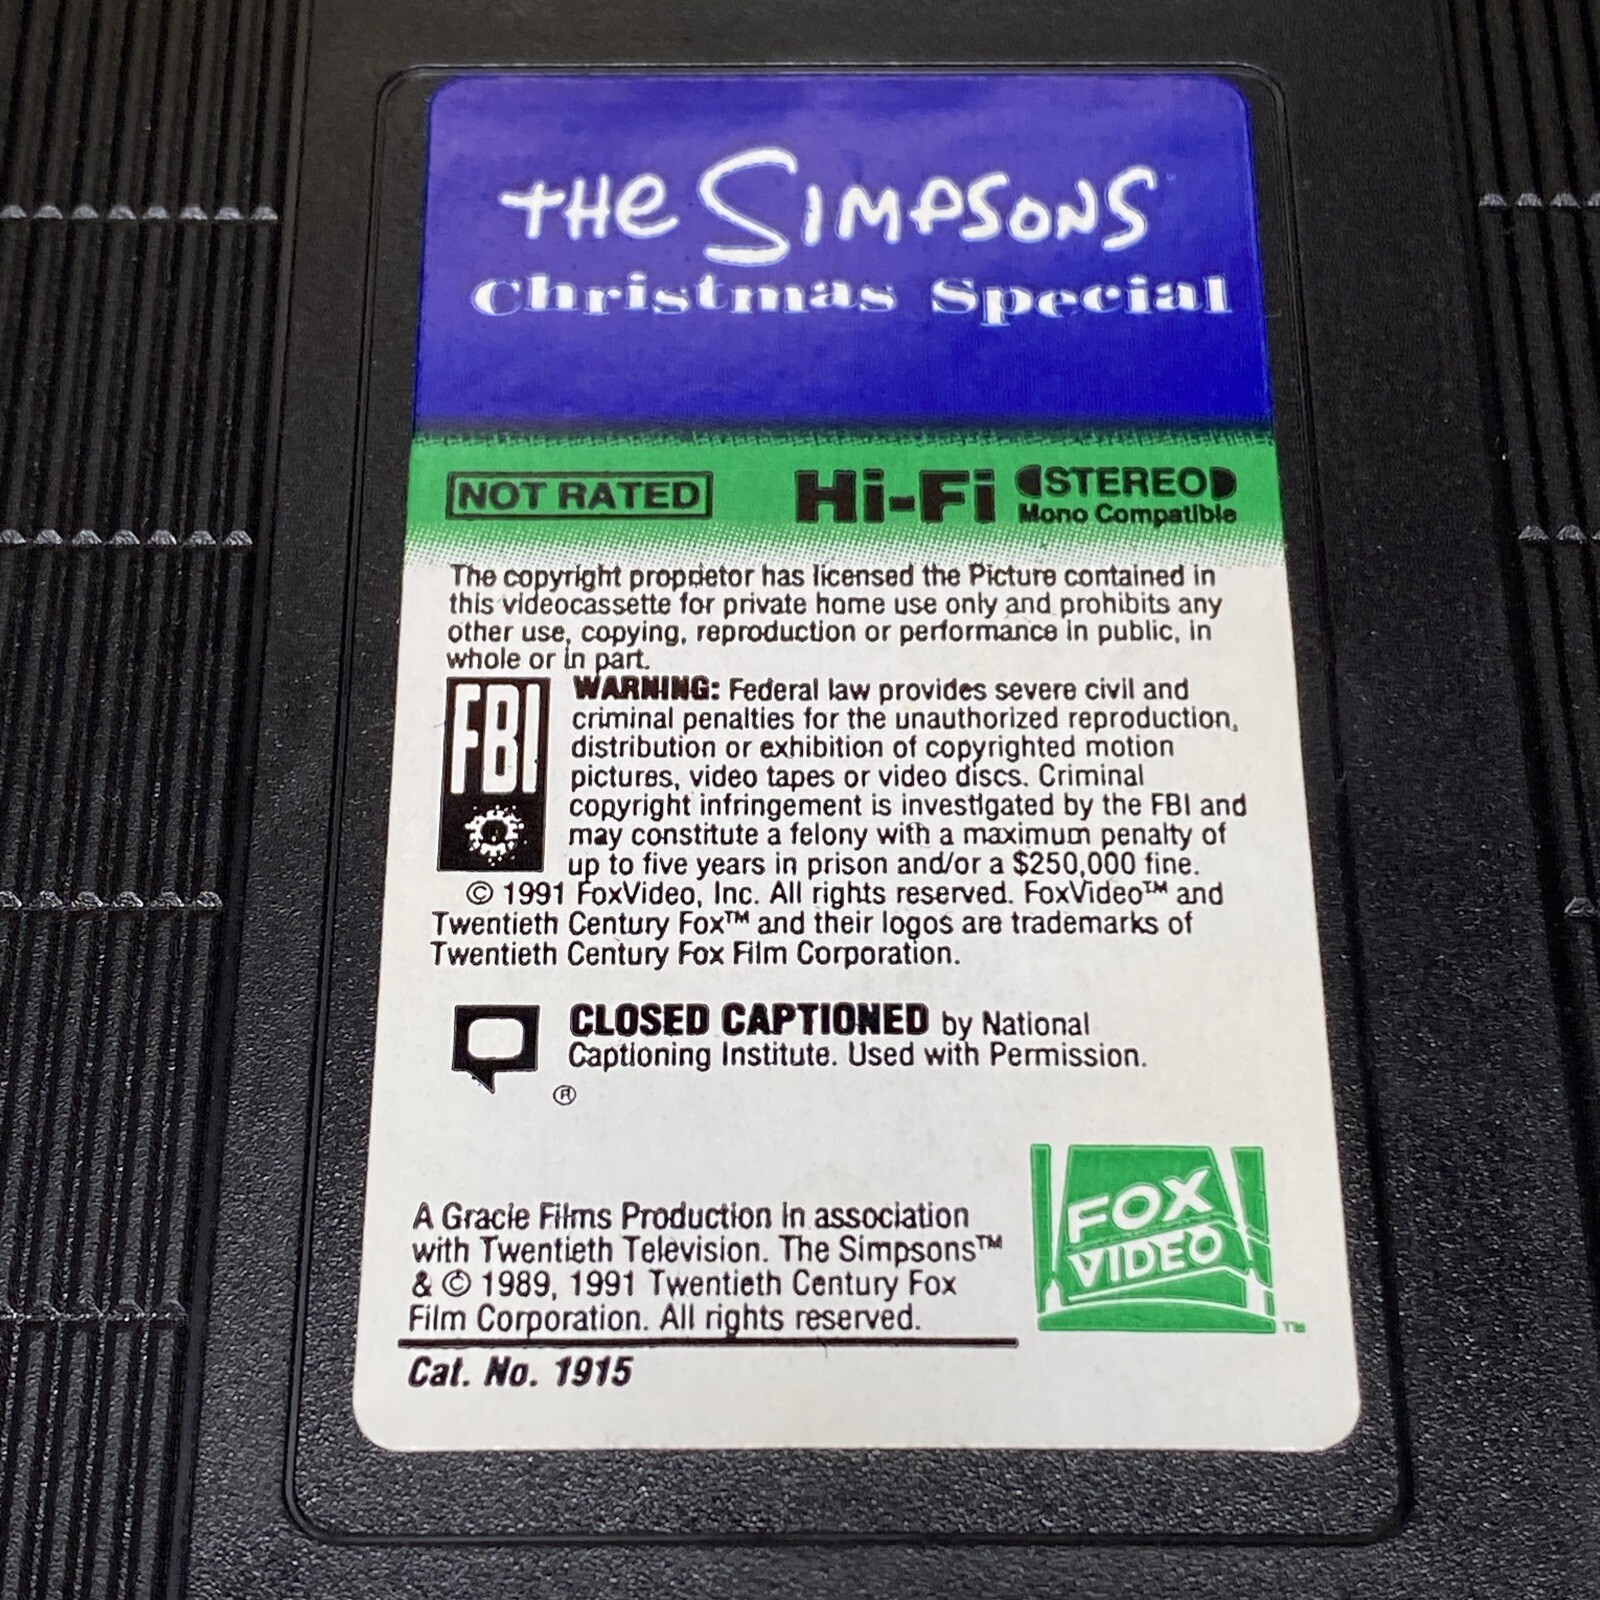 THE SIMPSONS
Christmas Special
NOT RATED Hi-Fi STEREO
Mono Compatible
The copyright proprietor has licensed the Picture contained in
this videocassette for private home use only and prohibits any
other use, copying, reproduction or performance in public, in
whole or in part.
FBI
WARNING: Federal law provides severe civil and
criminal penalties for the unauthorized reproduction,
distribution or exhibition of copyrighted motion
pictures, video tapes or video discs. Criminal
copyright infringement is investigated by the FBI and
may constitute a felony with a maximum penalty of
up to five years in prison and/or a $250,000 fine.
© 1991 FoxVideo, Inc. All rights reserved. FoxVideo™ and
Twentieth Century Fox™ and their logos are trademarks of
Twentieth Century Fox Film Corporation.
CLOSED CAPTIONED by National
Captioning Institute. Used with Permission.
®
A Gracie Films Production in association
with Twentieth Television. The Simpsons™
& © 1989, 1991 Twentieth Century Fox
Film Corporation. All rights reserved.
FOX
VIDEO
™
Cat. No. 1915